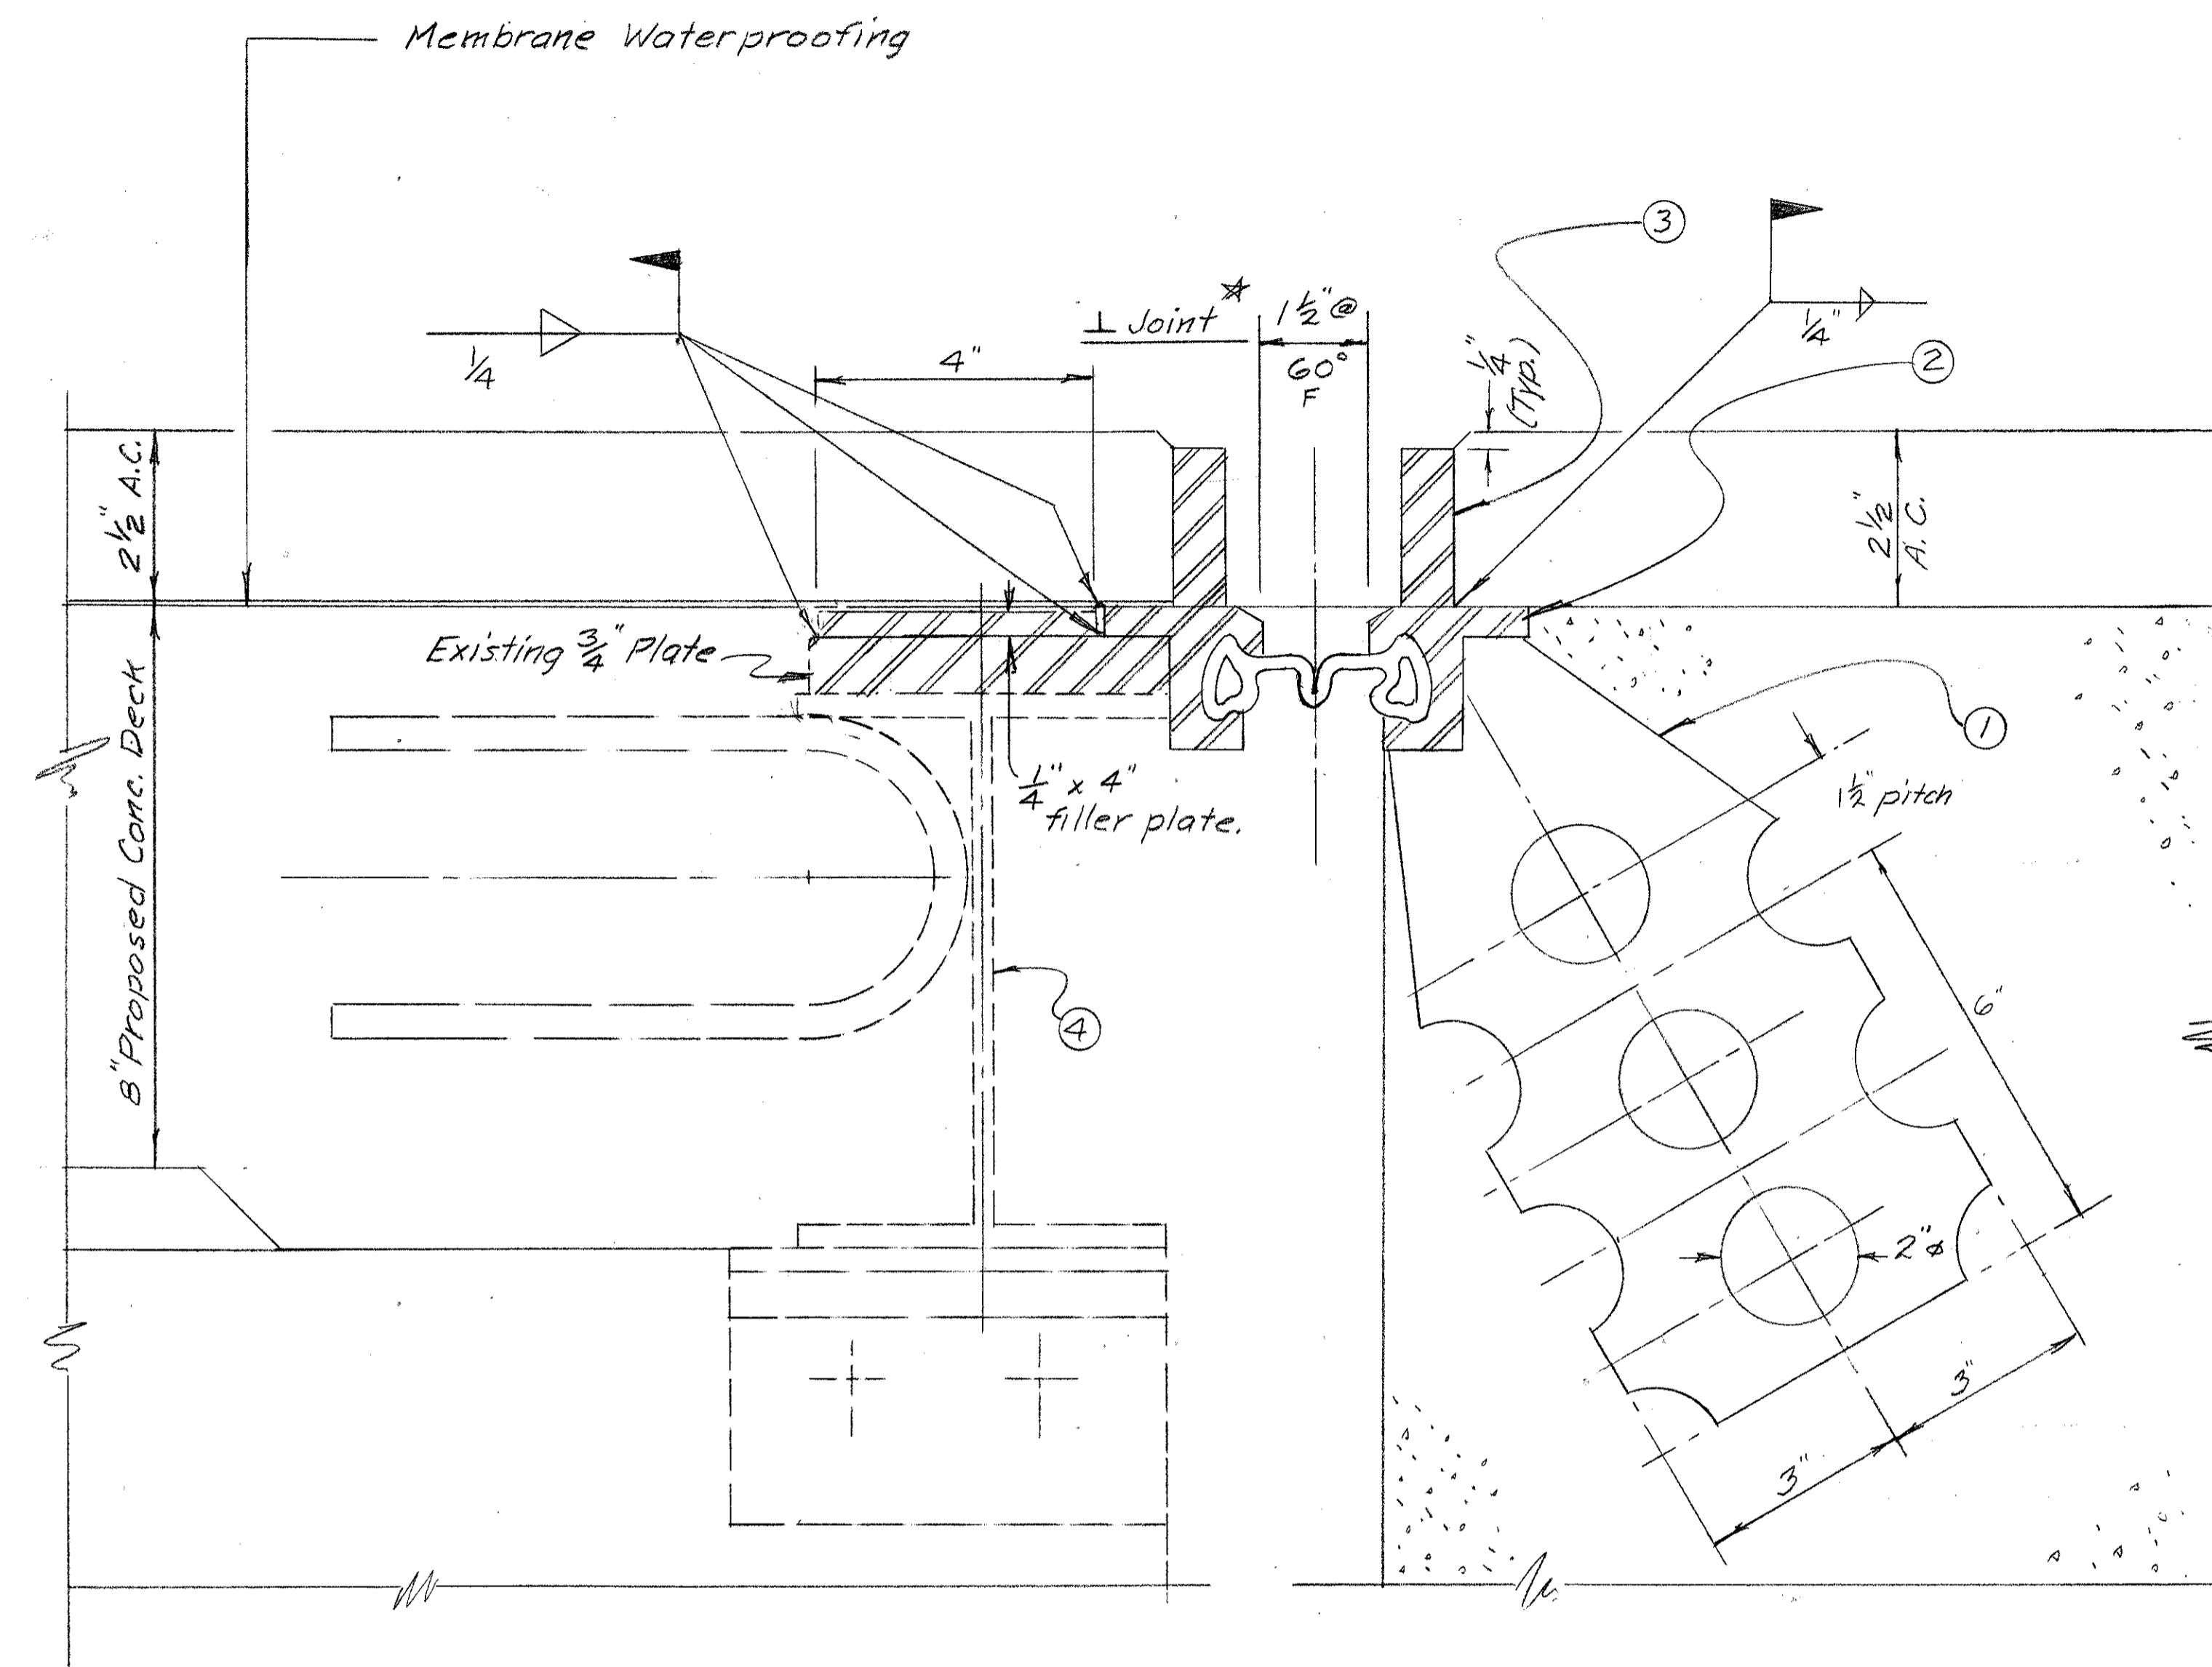 Membrane Waterproofing
3
1/4
4"
⊥ Joint ☆
1 1/2" @
60°
F
1/4"
(Typ.)
1/4"
2
2 1/2" A.C.
2 1/2"
A.C.
Existing 3/4" Plate
1
1/4" x 4"
filler plate.
1 1/2" pitch
8" Proposed Conc. Deck
6"
4
2"ø
3"
3"